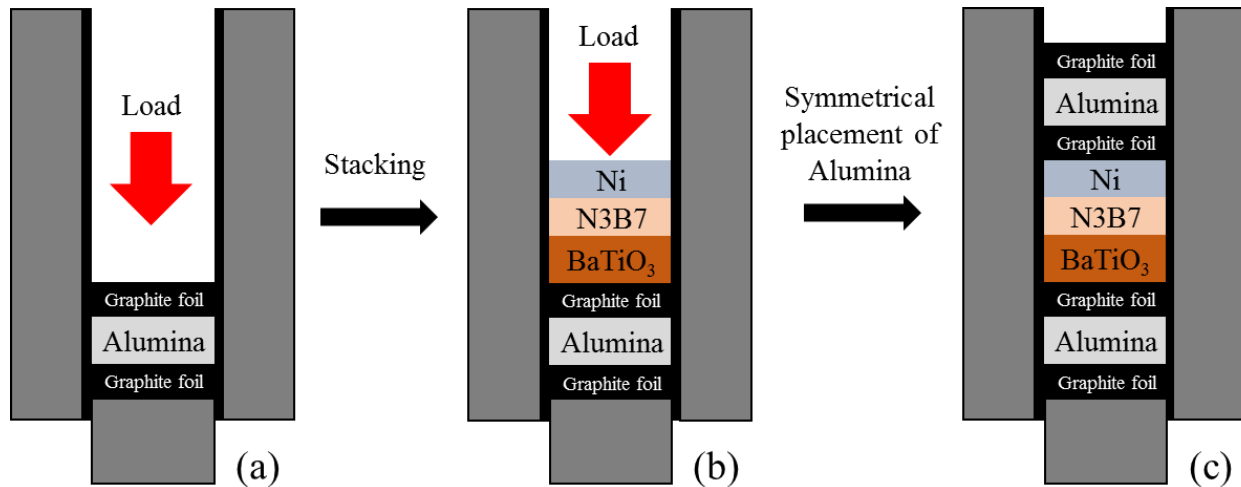 Load
Graphite foil
Alumina
Graphite foil
(a)
Stacking
Load
Ni
N3B7
BaTiO₃
Graphite foil
Alumina
Graphite foil
(b)
Symmetrical
placement of
Alumina
Graphite foil
Alumina
Graphite foil
Ni
N3B7
BaTiO₃
Graphite foil
Alumina
Graphite foil
(c)